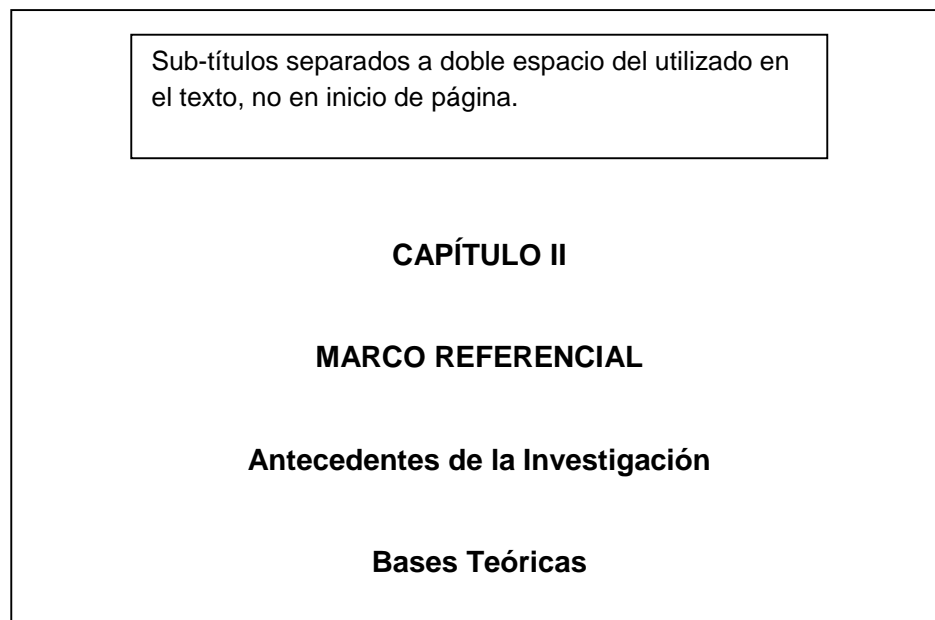 Sub-títulos separados a doble espacio del utilizado en
el texto, no en inicio de página.
CAPÍTULO II
MARCO REFERENCIAL
Antecedentes de la Investigación
Bases Teóricas